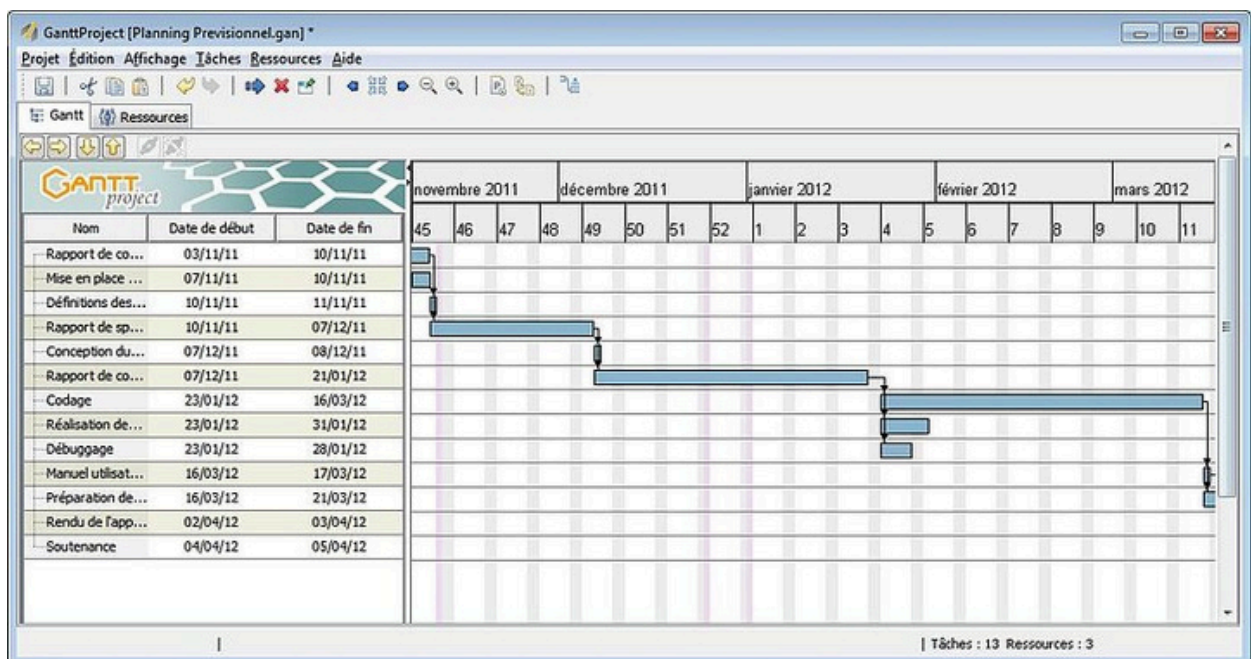 GanttProject [Planning Previsionnel.gan] *
Projet Édition Affichage Tâches Ressources Aide
Gantt Ressources
GANTT project
novembre 2011 décembre 2011 janvier 2012 février 2012 mars 2012
Nom Date de début Date de fin 45 46 47 48 49 50 51 52 1 2 3 4 5 6 7 8 9 10 11
Rapport de co... 03/11/11 10/11/11
Mise en place ... 07/11/11 10/11/11
Définitions des... 10/11/11 11/11/11
Rapport de sp... 10/11/11 07/12/11
Conception du... 07/12/11 08/12/11
Rapport de co... 07/12/11 21/01/12
Codage 23/01/12 16/03/12
Réalisation de... 23/01/12 31/01/12
Débuggage 23/01/12 28/01/12
Manuel utilisat... 16/03/12 17/03/12
Préparation de... 16/03/12 21/03/12
Rendu de l'app... 02/04/12 03/04/12
Soutenance 04/04/12 05/04/12
Tâches : 13 Ressources : 3